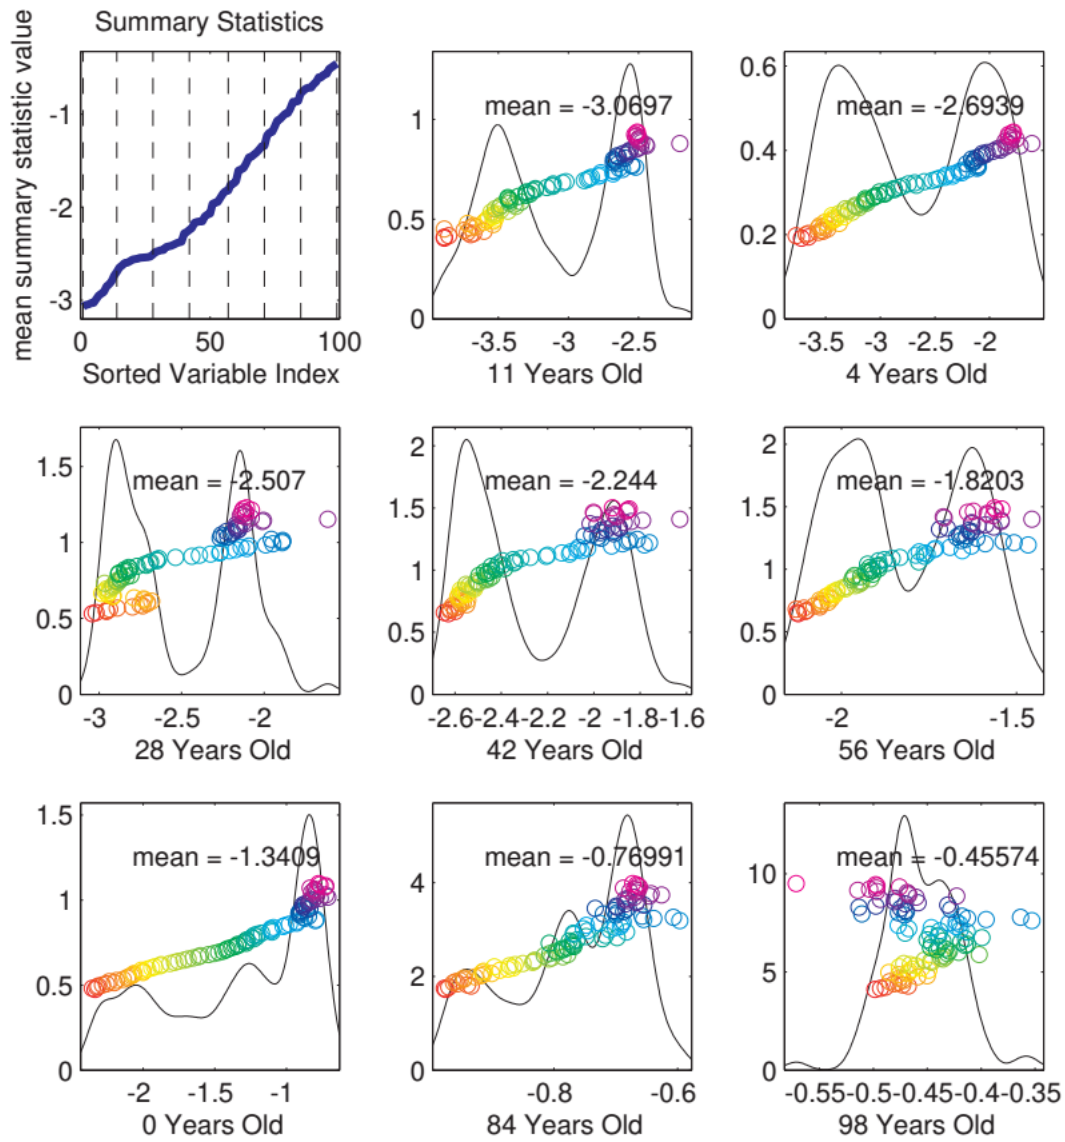 Summary Statistics
mean summary statistic value
-1
-2
-3
0 50 100
Sorted Variable Index
mean = -3.0697
1
0.5
0
-3.5 -3 -2.5
11 Years Old
mean = -2.6939
0.6
0.4
0.2
0
-3.5 -3 -2.5 -2
4 Years Old
mean = -2.507
1.5
1
0.5
0
-3 -2.5 -2
28 Years Old
mean = -2.244
2
1.5
1
0.5
0
-2.6 -2.4 -2.2 -2 -1.8 -1.6
42 Years Old
mean = -1.8203
2
1.5
1
0.5
0
-2 -1.5
56 Years Old
mean = -1.3409
1.5
1
0.5
0
-2 -1.5 -1
0 Years Old
mean = -0.76991
4
2
0
-0.8 -0.6
84 Years Old
mean = -0.45574
10
5
0
-0.55 -0.5 -0.45 -0.4 -0.35
98 Years Old